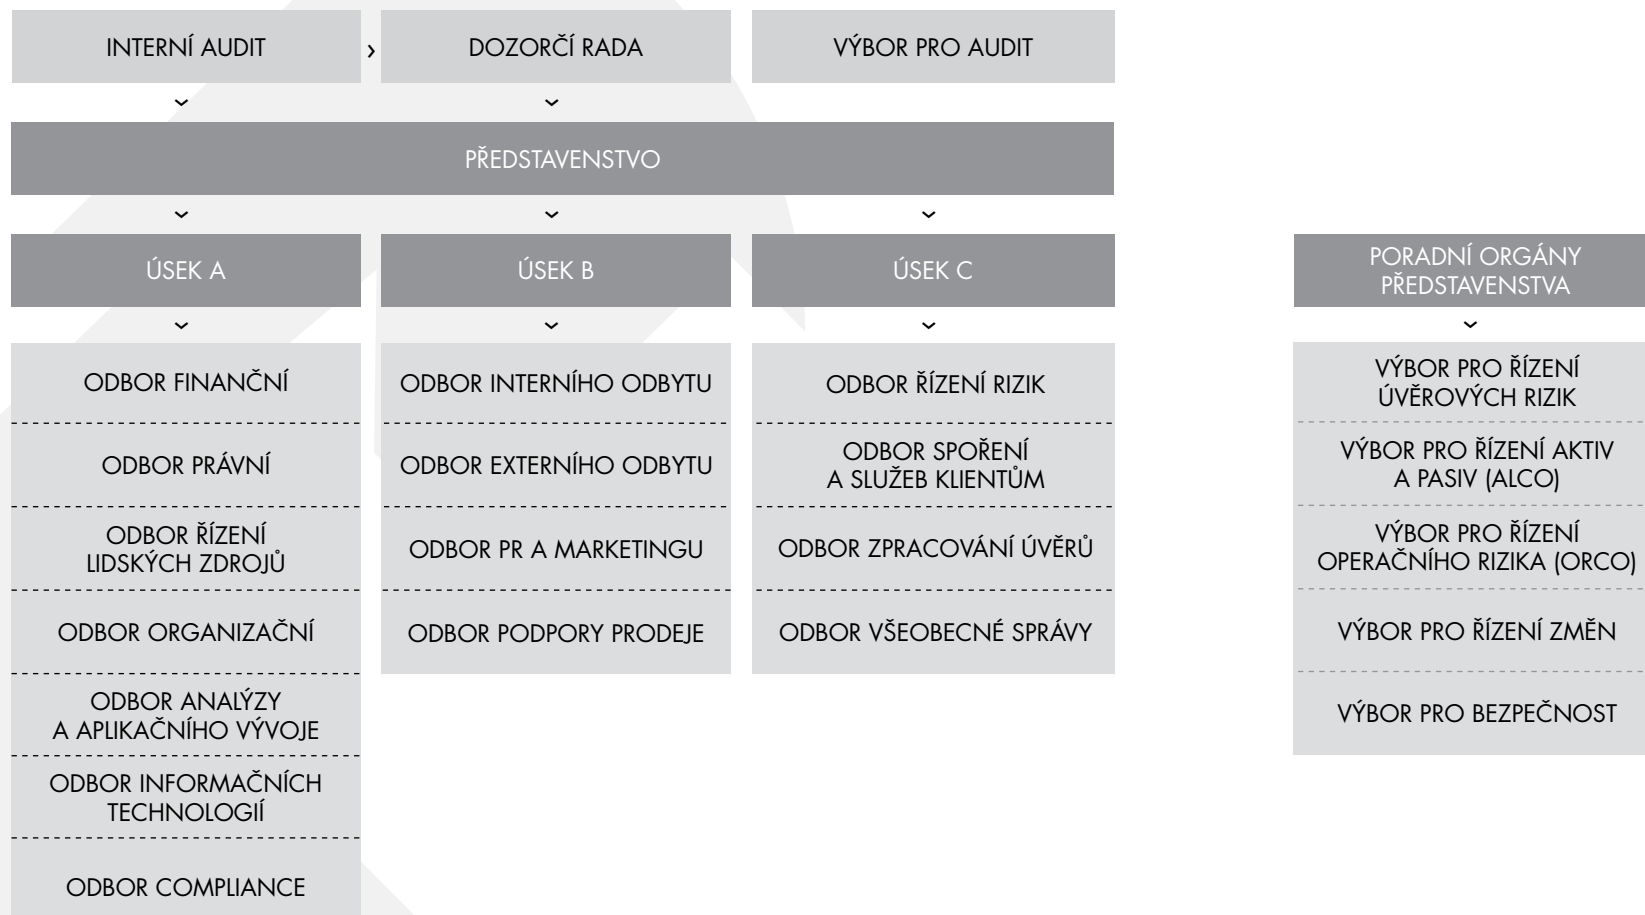 INTERNÍ AUDIT
›
DOZORČÍ RADA
VÝBOR PRO AUDIT
PŘEDSTAVENSTVO
ÚSEK A
ODBOR FINANČNÍ
ODBOR PRÁVNÍ
ODBOR ŘÍZENÍ
LIDSKÝCH ZDROJŮ
ODBOR ORGANIZAČNÍ
ODBOR ANALÝZY
A APLIKAČNÍHO VÝVOJE
ODBOR INFORMAČNÍCH
TECHNOLOGIÍ
ODBOR COMPLIANCE
ÚSEK B
ODBOR INTERNÍHO ODBYTU
ODBOR EXTERNÍHO ODBYTU
ODBOR PR A MARKETINGU
ODBOR PODPORY PRODEJE
ÚSEK C
ODBOR ŘÍZENÍ RIZIK
ODBOR SPOŘENÍ
A SLUŽEB KLIENTŮM
ODBOR ZPRACOVÁNÍ ÚVĚRŮ
ODBOR VŠEOBECNÉ SPRÁVY
PORADNÍ ORGÁNY
PŘEDSTAVENSTVA
VÝBOR PRO ŘÍZENÍ
ÚVĚROVÝCH RIZIK
VÝBOR PRO ŘÍZENÍ AKTIV
A PASIV (ALCO)
VÝBOR PRO ŘÍZENÍ
OPERAČNÍHO RIZIKA (ORCO)
VÝBOR PRO ŘÍZENÍ ZMĚN
VÝBOR PRO BEZPEČNOST